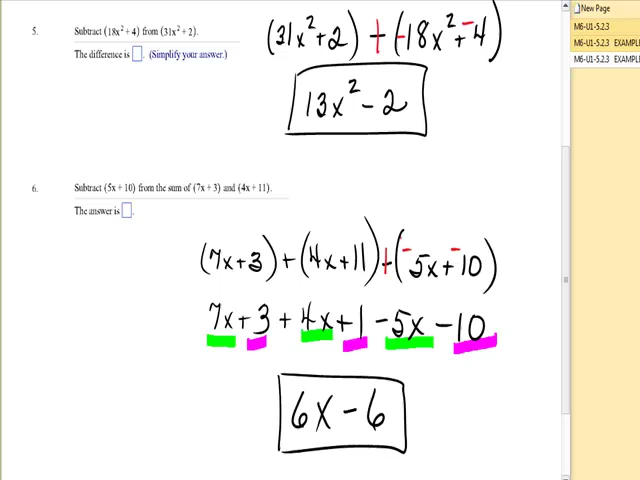 New Page
M6-U1-5.2.3
M6-U1-5.2.3 EXAMPLE
M6-U1-5.2.3 EXAMPLE
5. Subtract (18x² + 4) from (31x² + 2).
The difference is . (Simplify your answer.)
(31x²+2) + (-18x²+-4)
13x² - 2
6. Subtract (5x + 10) from the sum of (7x + 3) and (4x + 11).
The answer is .
(7x+3) + (4x+11) + (-5x+-10)
7x+3 + 4x+1 -5x -10
6x - 6